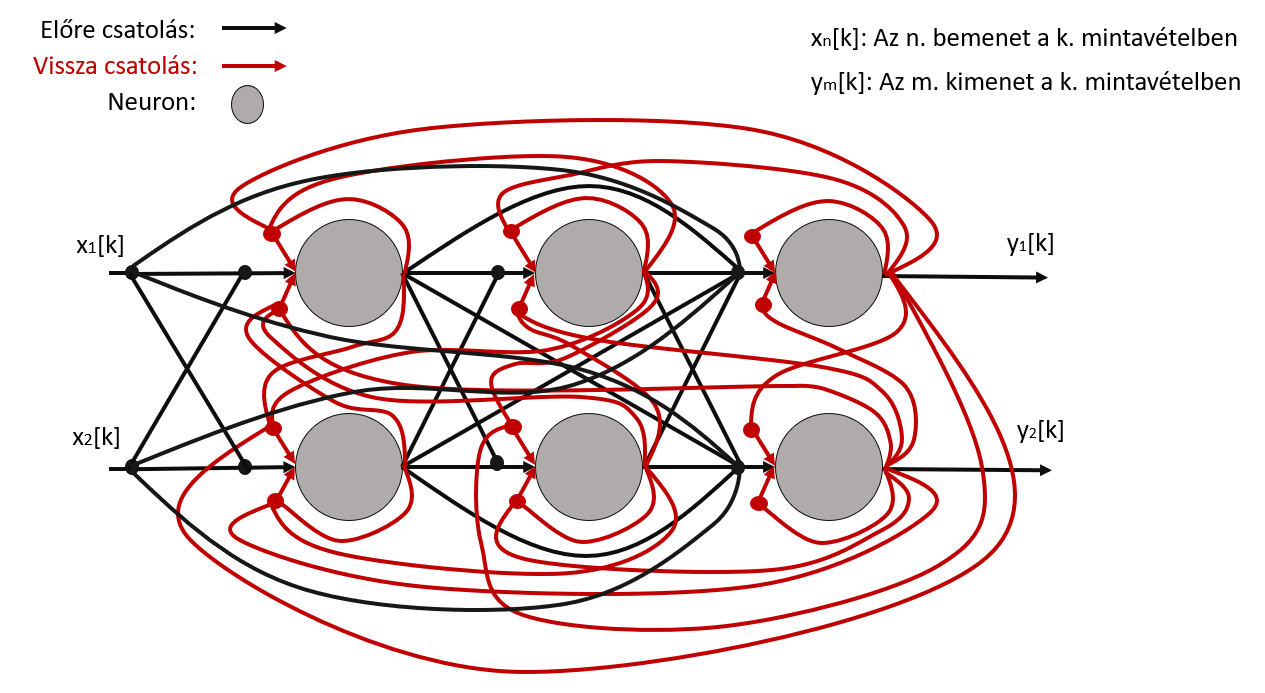 Előre csatolás:
Vissza csatolás:
Neuron:
xₙ[k]: Az n. bemenet a k. mintavételben
yₘ[k]: Az m. kimenet a k. mintavételben
x₁[k]
y₁[k]
x₂[k]
y₂[k]